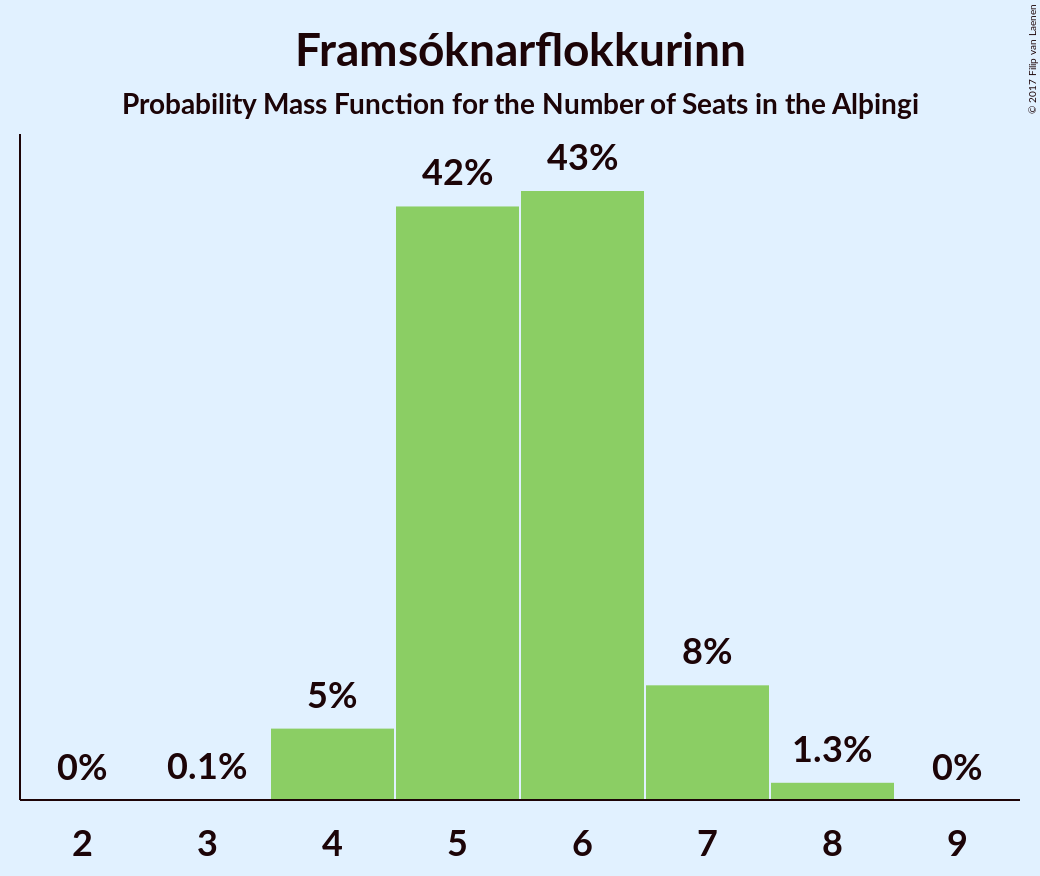 Framsóknarflokkurinn
Probability Mass Function for the Number of Seats in the Alþingi
© 2017 Filip van Laenen
0%
0.1%
5%
42%
43%
8%
1.3%
0%
2 3 4 5 6 7 8 9